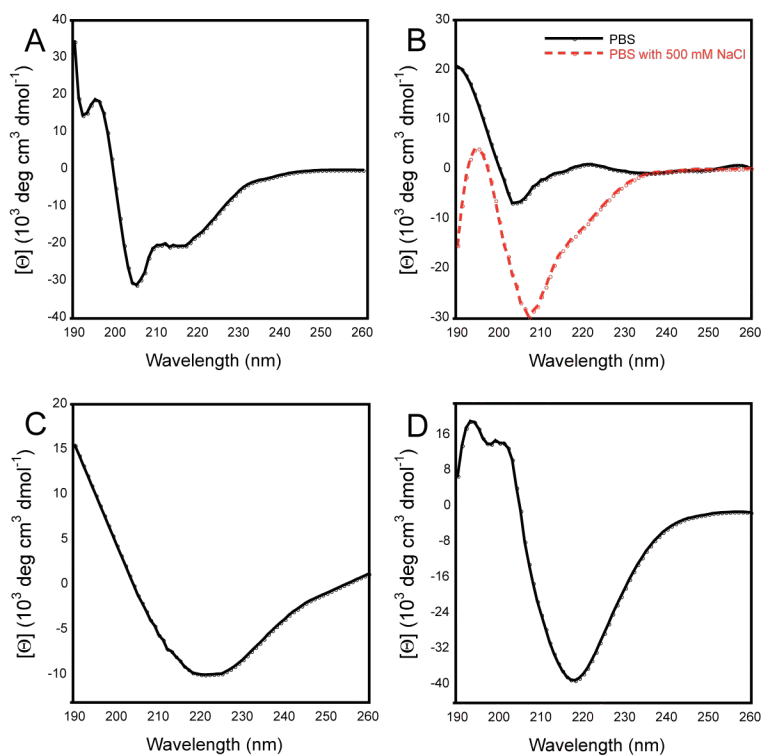 A
[Θ] (10³ deg cm³ dmol⁻¹)
40
30
20
10
0
-10
-20
-30
-40
190 200 210 220 230 240 250 260
Wavelength (nm)
B
[Θ] (10³ deg cm³ dmol⁻¹)
30
20
10
0
-10
-20
-30
PBS
PBS with 500 mM NaCl
190 200 210 220 230 240 250 260
Wavelength (nm)
C
[Θ] (10³ deg cm³ dmol⁻¹)
20
15
10
5
0
-5
-10
190 200 210 220 230 240 250 260
Wavelength (nm)
D
[Θ] (10³ deg cm³ dmol⁻¹)
16
8
0
-8
-16
-24
-32
-40
190 200 210 220 230 240 250 260
Wavelength (nm)